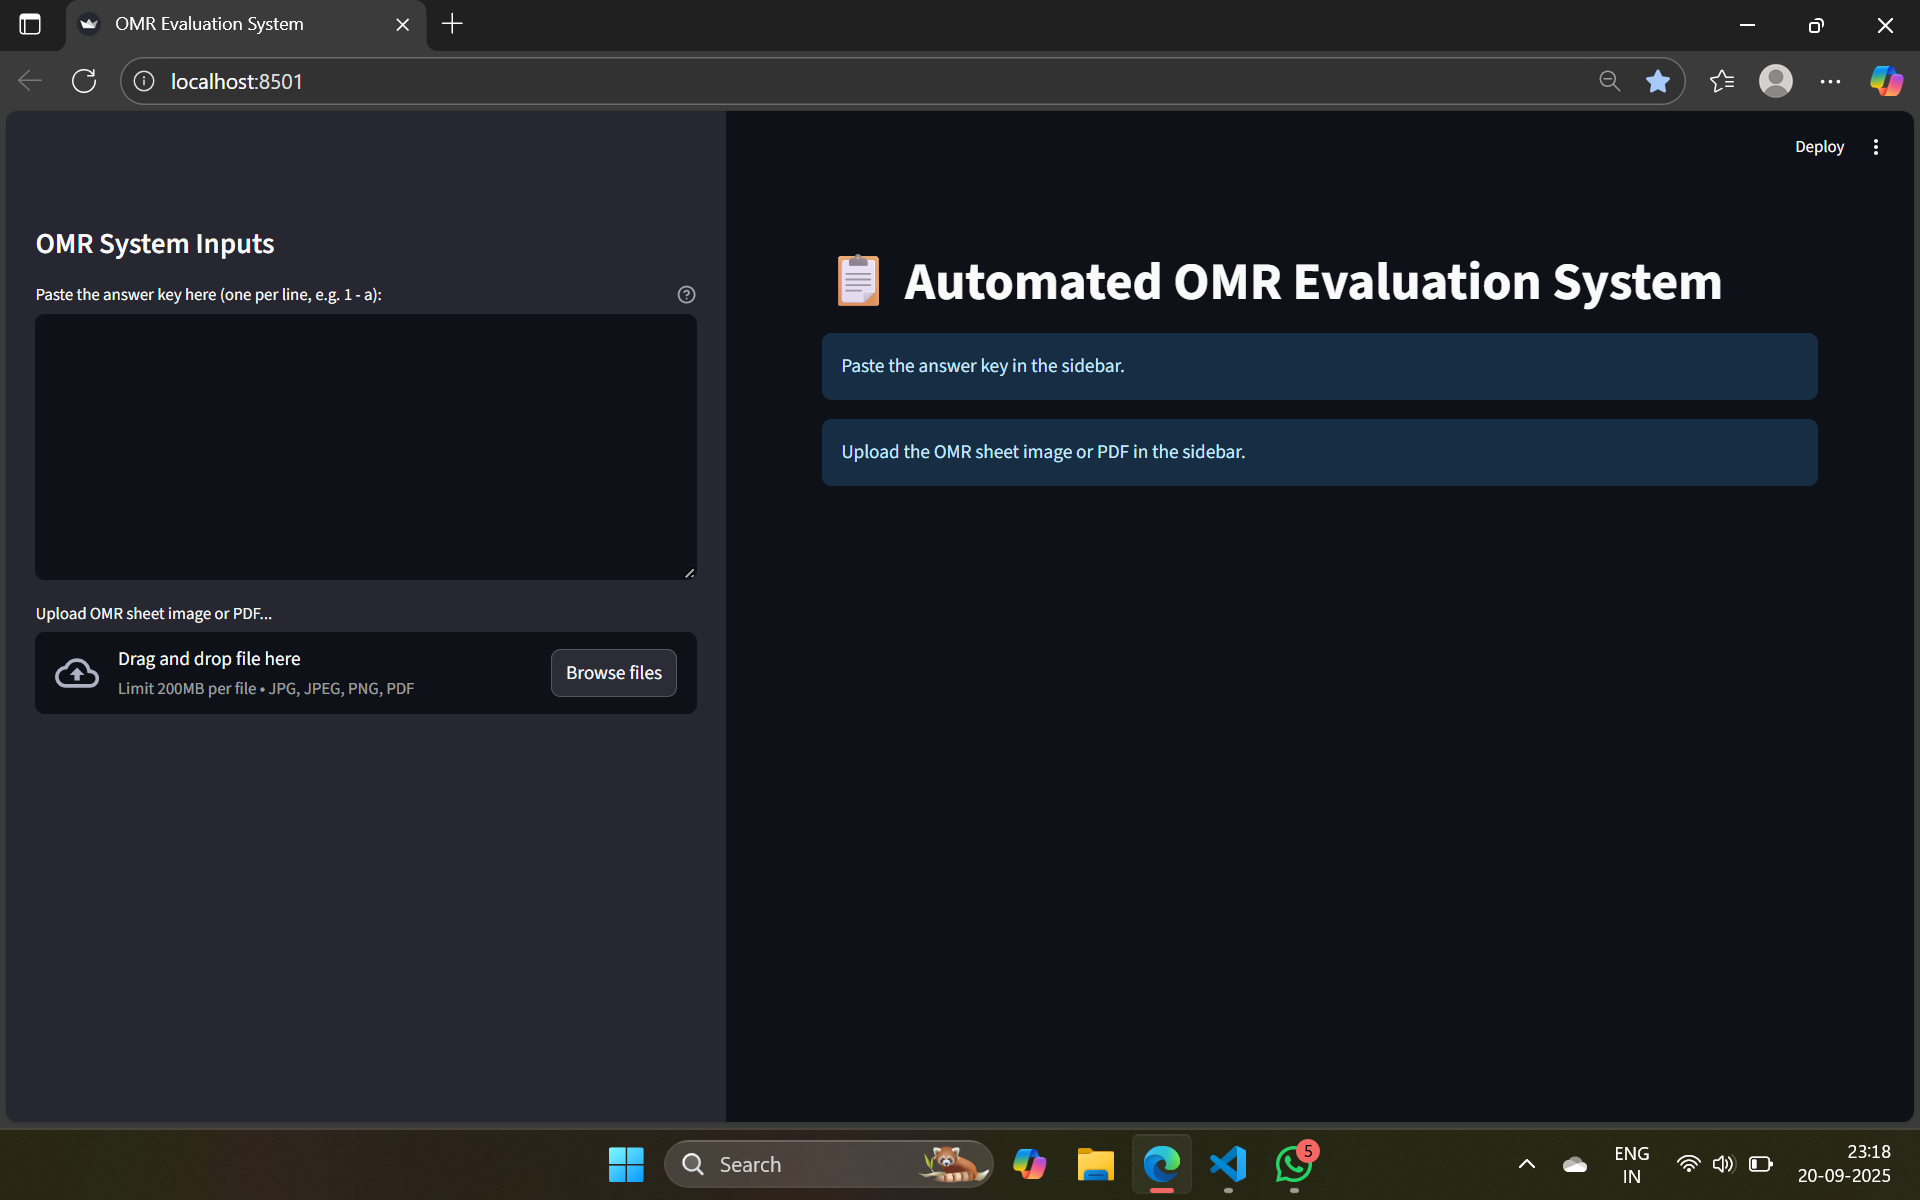 OMR Evaluation System
localhost:8501
Deploy
OMR System Inputs
Paste the answer key here (one per line, e.g. 1 - a):
Upload OMR sheet image or PDF...
Drag and drop file here
Limit 200MB per file • JPG, JPEG, PNG, PDF
Browse files
Automated OMR Evaluation System
Paste the answer key in the sidebar.
Upload the OMR sheet image or PDF in the sidebar.
Search
5
ENG
IN
23:18
20-09-2025